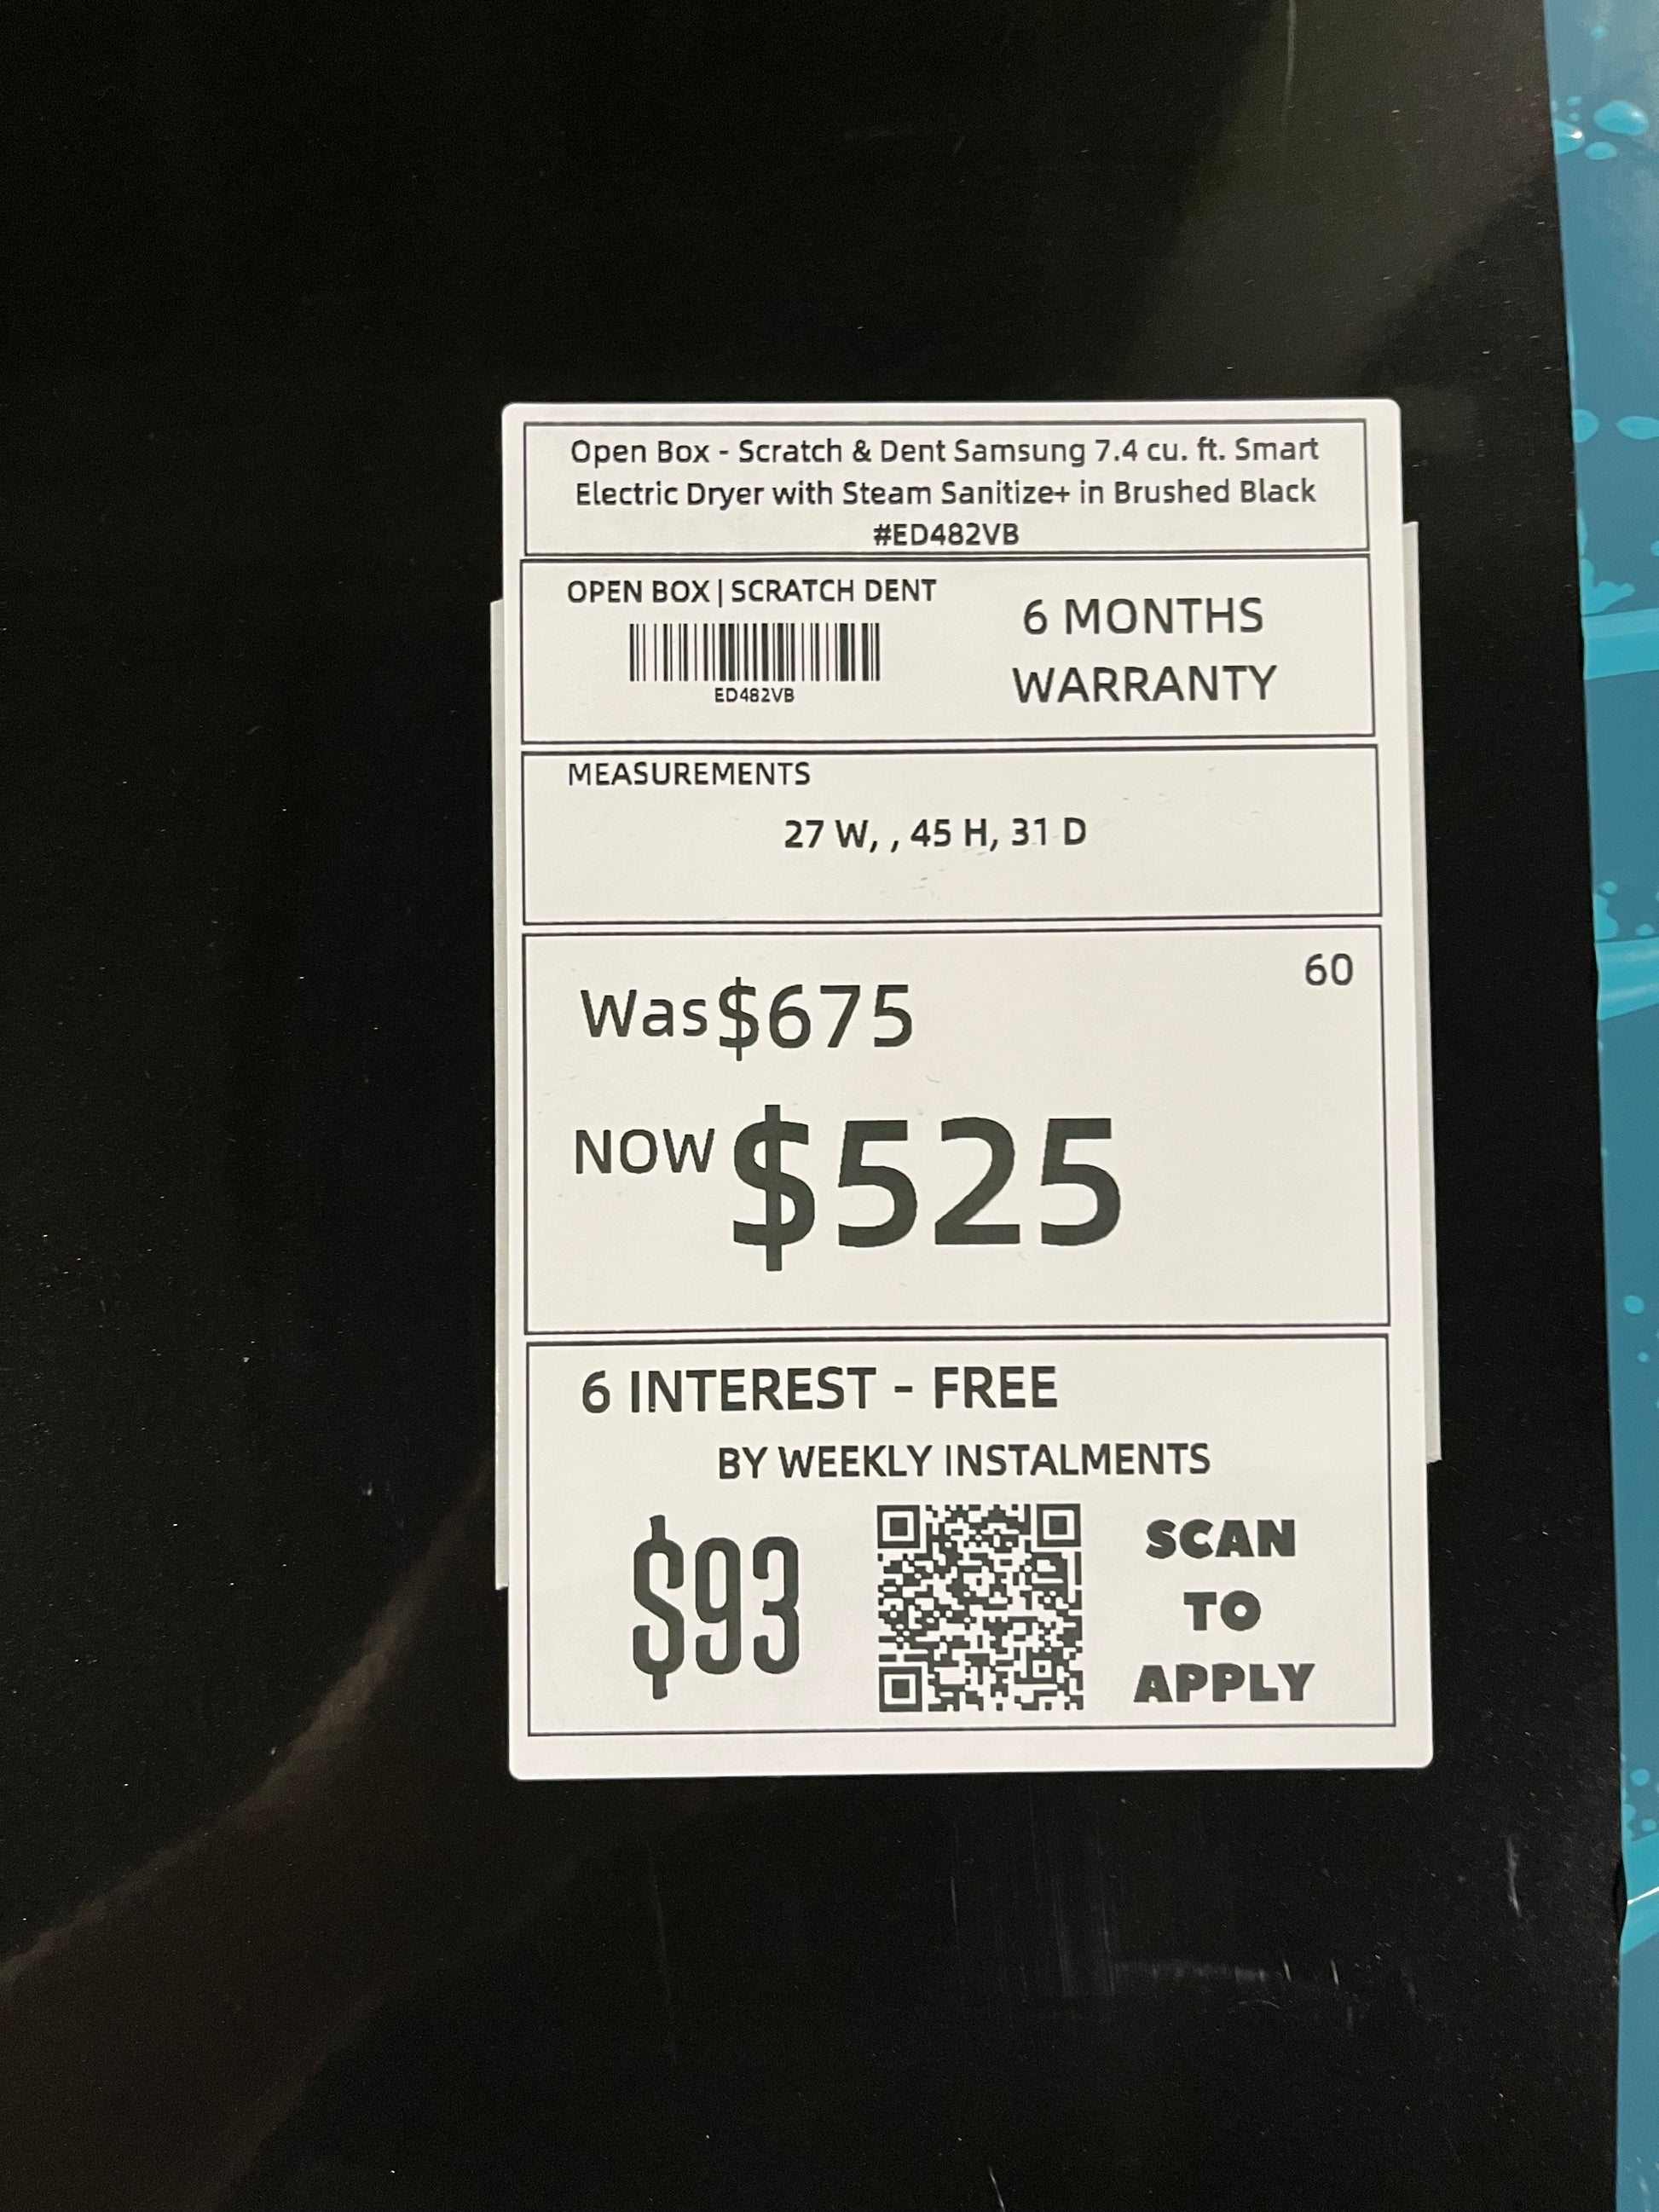 Open Box - Scratch & Dent Samsung 7.4 cu. ft. Smart
Electric Dryer with Steam Sanitize+ in Brushed Black
#ED482VB
OPEN BOX | SCRATCH DENT
ED482VB
6 MONTHS
WARRANTY
MEASUREMENTS
27 W, , 45 H, 31 D
60
Was $675
NOW $525
6 INTEREST - FREE
BY WEEKLY INSTALMENTS
$93
SCAN
TO
APPLY